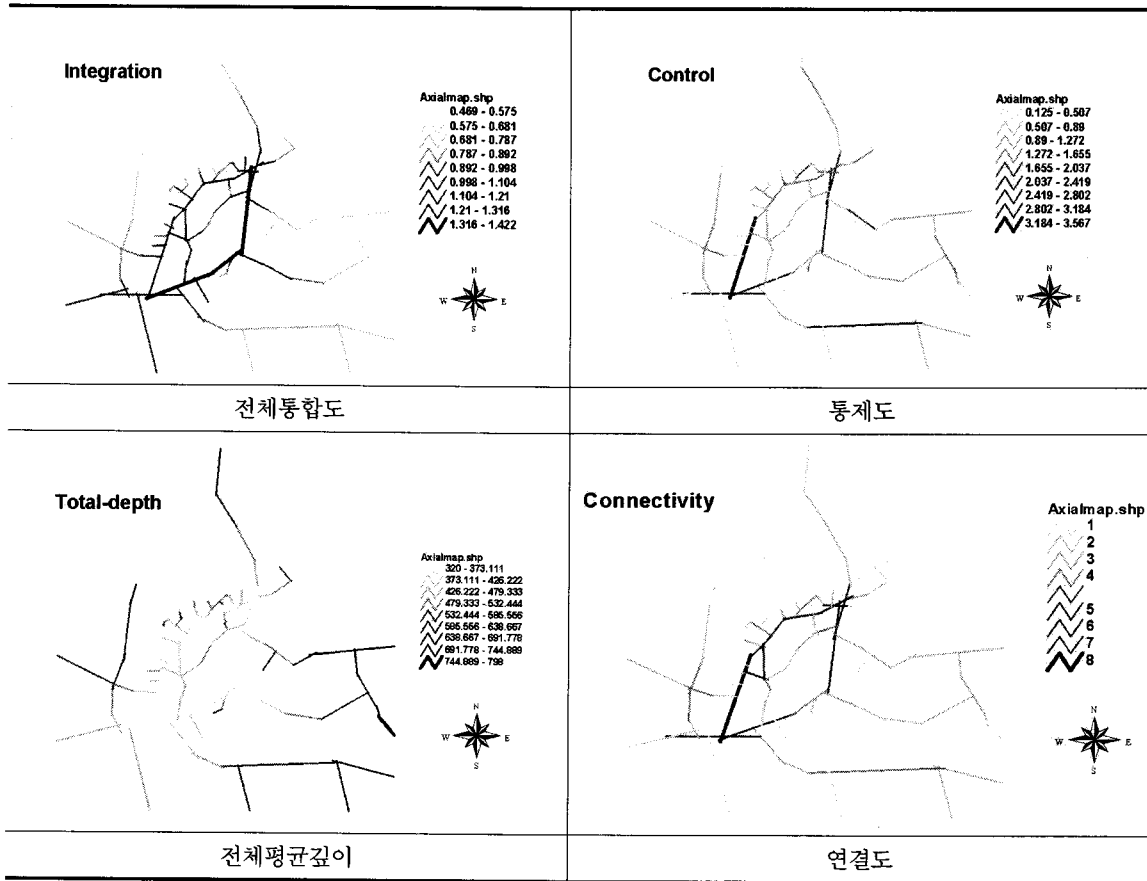 Integration
Axialmap.shp
0.469 - 0.575
0.575 - 0.681
0.681 - 0.787
0.787 - 0.892
0.892 - 0.998
0.998 - 1.104
1.104 - 1.21
1.21 - 1.316
1.316 - 1.422
N
W E
S
전체통합도
Control
Axialmap.shp
0.125 - 0.507
0.507 - 0.89
0.89 - 1.272
1.272 - 1.655
1.655 - 2.037
2.037 - 2.419
2.419 - 2.802
2.802 - 3.184
3.184 - 3.567
N
W E
S
통제도
Total-depth
Axialmap.shp
320 - 373.111
373.111 - 426.222
426.222 - 479.333
479.333 - 532.444
532.444 - 585.556
585.556 - 638.667
638.667 - 691.778
691.778 - 744.889
744.889 - 798
N
W E
S
전체평균깊이
Connectivity
Axialmap.shp
1
2
3
4
5
6
7
8
N
W E
S
연결도